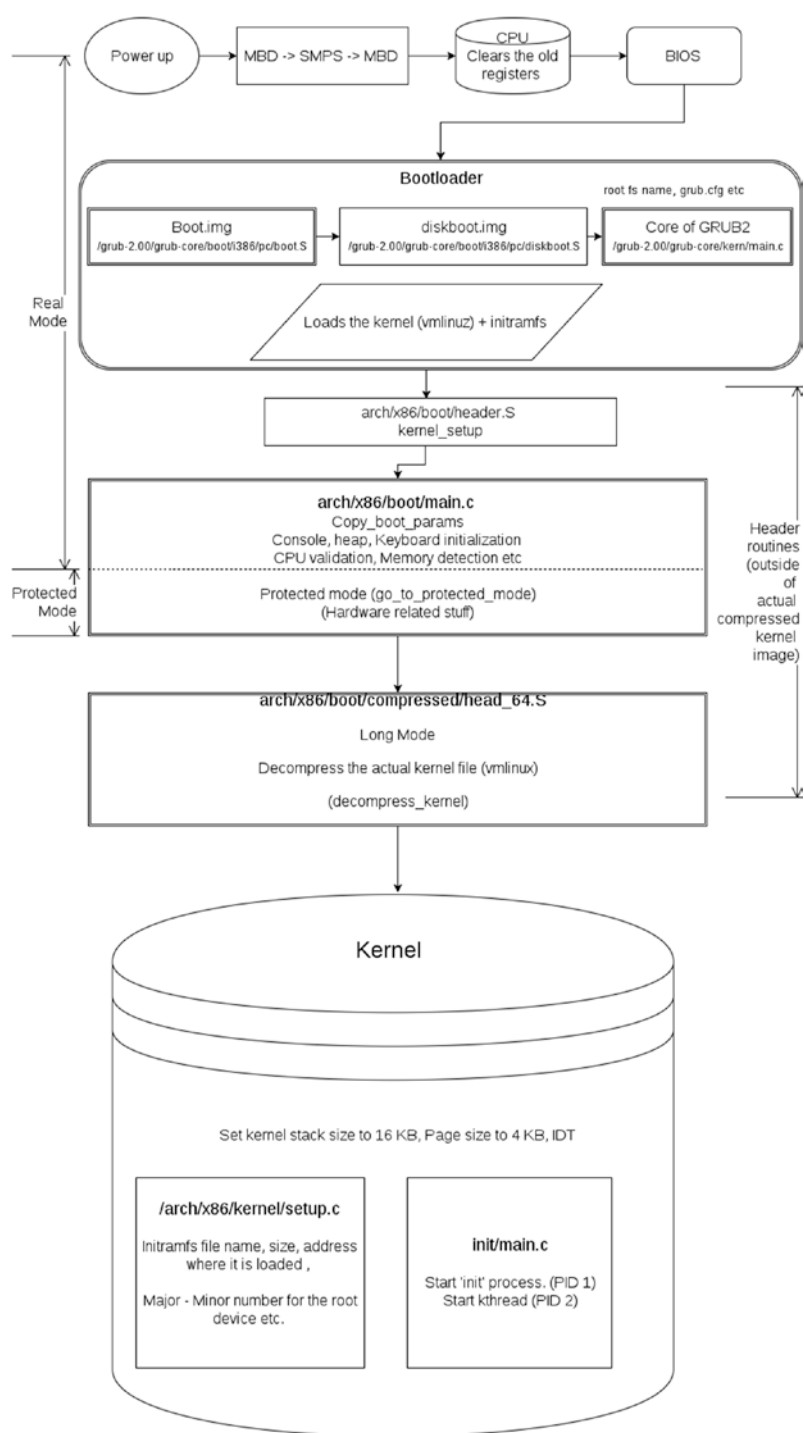 Power up
MBD -> SMPS -> MBD
CPU
Clears the old
registers
BIOS
Bootloader
root fs name, grub.cfg etc
Boot.img
/grub-2.00/grub-core/boot/i386/pc/boot.S
diskboot.img
/grub-2.00/grub-core/boot/i386/pc/diskboot.S
Core of GRUB2
/grub-2.00/grub-core/kern/main.c
Loads the kernel (vmlinuz) + initramfs
Real
Mode
arch/x86/boot/header.S
kernel_setup
arch/x86/boot/main.c
Copy_boot_params
Console, heap, Keyboard initialization
CPU validation, Memory detection etc
Protected
Mode
Protected mode (go_to_protected_mode)
(Hardware related stuff)
Header
routines
(outside
of
actual
compressed
kernel
image)
arch/x86/boot/compressed/head_64.S
Long Mode
Decompress the actual kernel file (vmlinux)
(decompress_kernel)
Kernel
Set kernel stack size to 16 KB, Page size to 4 KB, IDT
/arch/x86/kernel/setup.c
Initramfs file name, size, address
where it is loaded ,
Major - Minor number for the root
device etc.
init/main.c
Start 'init' process. (PID 1)
Start kthread (PID 2)